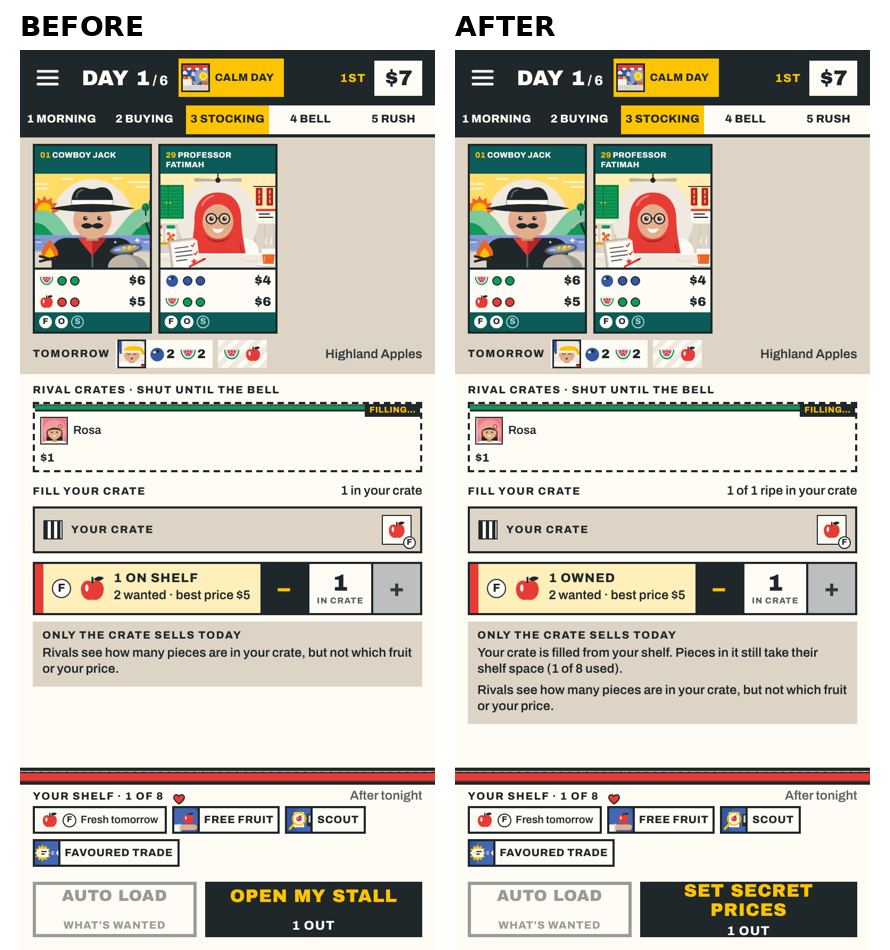 BEFORE
DAY 1/6
CALM DAY
1ST
$7
1 MORNING
2 BUYING
3 STOCKING
4 BELL
5 RUSH
01 COWBOY JACK
29 PROFESSOR
FATIMAH
$6
$5
F O S
$4
$6
F O S
TOMORROW
2
2
Highland Apples
RIVAL CRATES · SHUT UNTIL THE BELL
FILLING...
Rosa
$1
FILL YOUR CRATE
1 in your crate
YOUR CRATE
F
F
1 ON SHELF
2 wanted · best price $5
−
1
IN CRATE
+
ONLY THE CRATE SELLS TODAY
Rivals see how many pieces are in your crate, but not which fruit
or your price.
YOUR SHELF · 1 OF 8
After tonight
F Fresh tomorrow
FREE FRUIT
SCOUT
FAVOURED TRADE
AUTO LOAD
WHAT'S WANTED
OPEN MY STALL
1 OUT
AFTER
DAY 1/6
CALM DAY
1ST
$7
1 MORNING
2 BUYING
3 STOCKING
4 BELL
5 RUSH
01 COWBOY JACK
29 PROFESSOR
FATIMAH
$6
$5
F O S
$4
$6
F O S
TOMORROW
2
2
Highland Apples
RIVAL CRATES · SHUT UNTIL THE BELL
FILLING...
Rosa
$1
FILL YOUR CRATE
1 of 1 ripe in your crate
YOUR CRATE
F
F
1 OWNED
2 wanted · best price $5
−
1
IN CRATE
+
ONLY THE CRATE SELLS TODAY
Your crate is filled from your shelf. Pieces in it still take their
shelf space (1 of 8 used).
Rivals see how many pieces are in your crate, but not which fruit
or your price.
YOUR SHELF · 1 OF 8
After tonight
F Fresh tomorrow
FREE FRUIT
SCOUT
FAVOURED TRADE
AUTO LOAD
WHAT'S WANTED
SET SECRET
PRICES
1 OUT